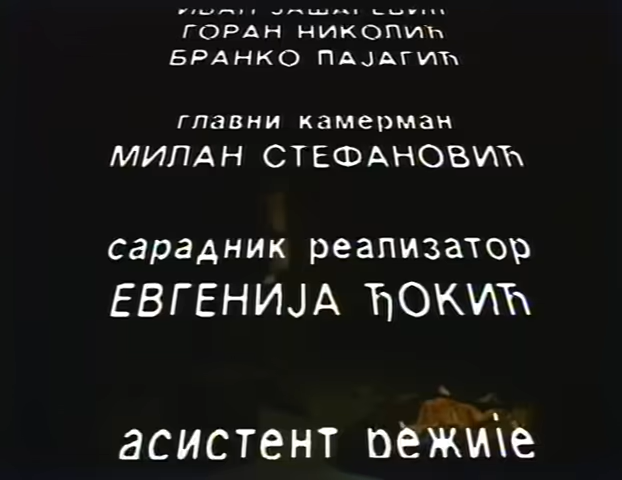 ГОРАН НИКОЛИЋ
БРАНКО ПАЈАГИЋ
главни камерман
МИЛАН СТЕФАНОВИЋ
сарадник реализатор
ЕВГЕНИЈА ЂОКИЋ
асистент режије